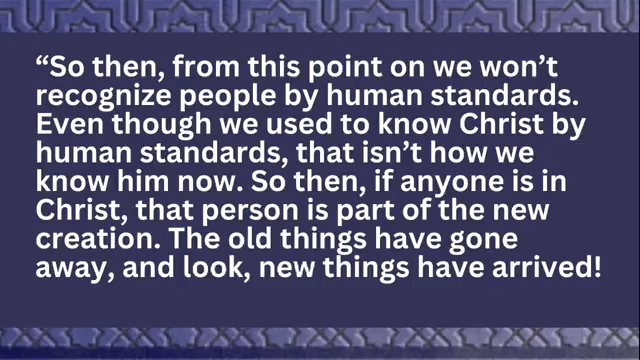 “So then, from this point on we won’t
recognize people by human standards.
Even though we used to know Christ by
human standards, that isn’t how we
know him now. So then, if anyone is in
Christ, that person is part of the new
creation. The old things have gone
away, and look, new things have arrived!